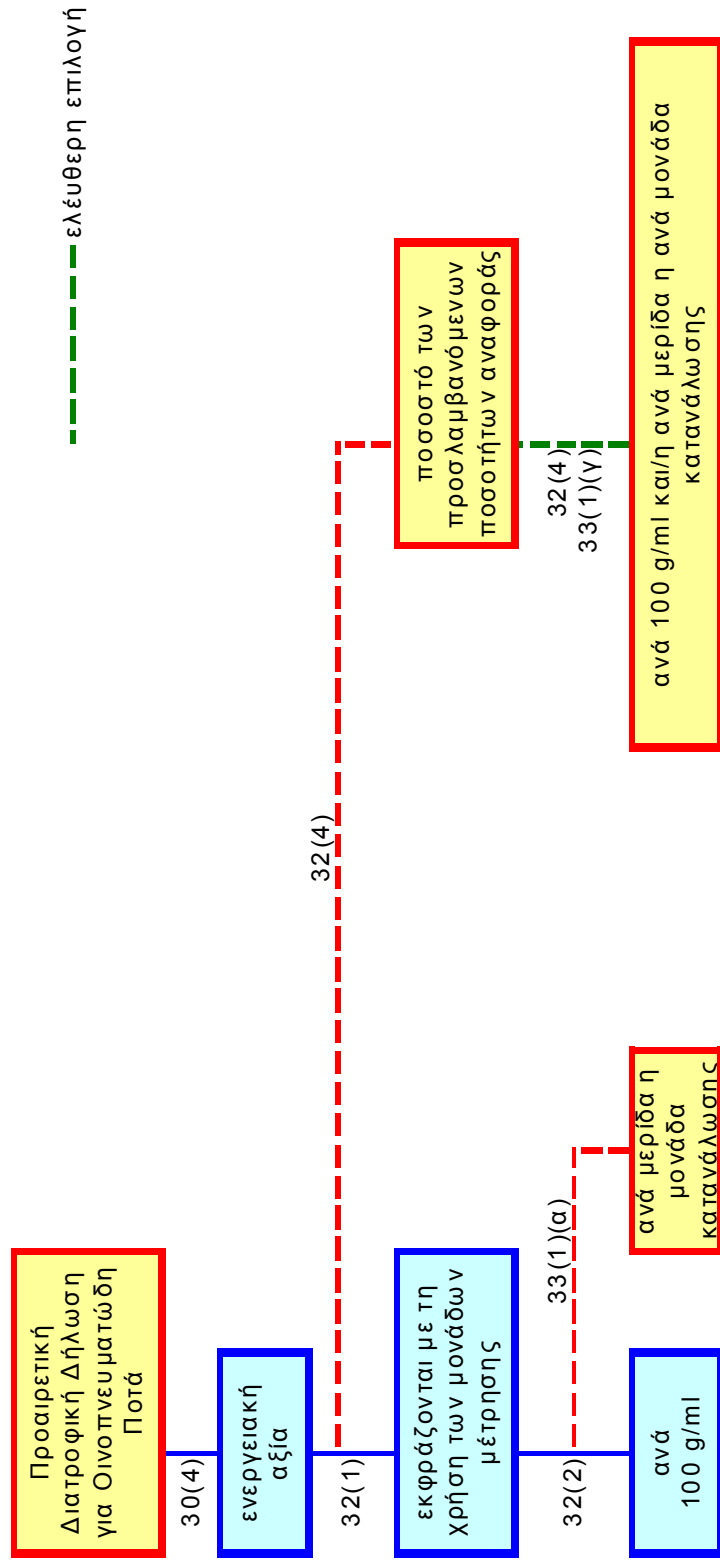 Προαιρετική
Διατροφική Δήλωση
για Οινοπνευματώδη
Ποτά
ελέυθερη επιλογή
30(4)
ενεργειακή
αξία
32(1)
32(4)
εκφράζονται με τη
χρήση των μονάδων
μέτρησης
ποσοστό των
προσλαμβανόμενων
ποσοτήτων αναφοράς
32(2)
33(1)(α)
32(4)
33(1)(γ)
ανά
100 g/ml
ανά μερίδα η
μονάδα
κατανάλωσης
ανά 100 g/ml και/η ανά μερίδα η ανά μονάδα
κατανάλωσης